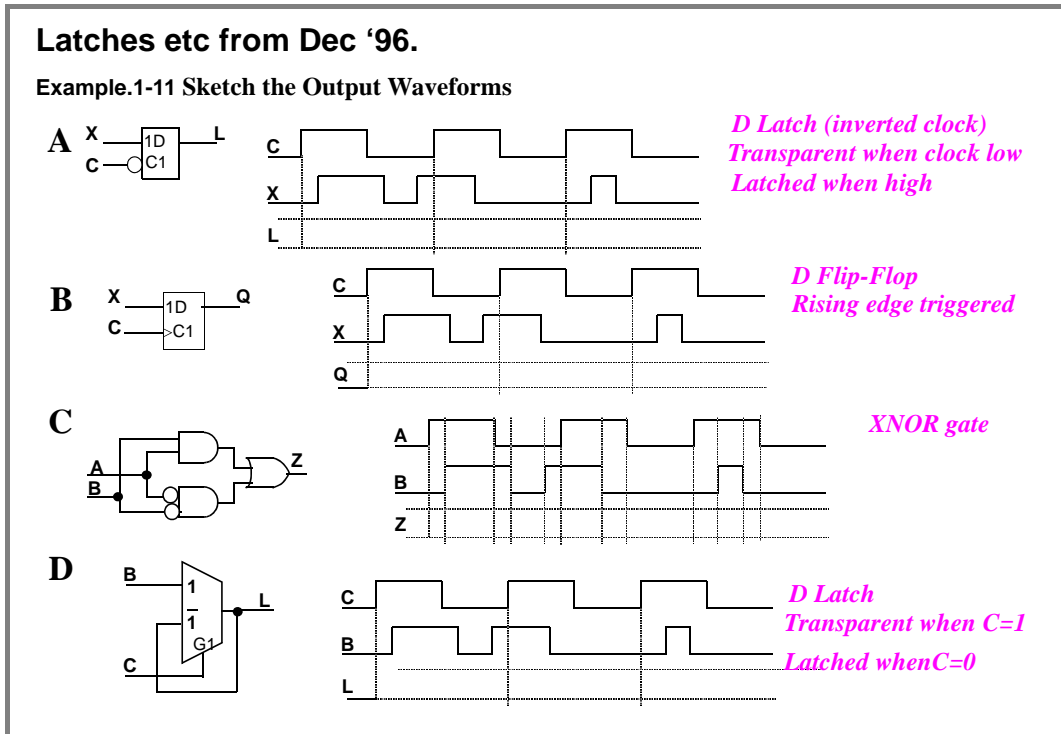 Latches etc from Dec ‘96.
Example.1-11 Sketch the Output Waveforms
A
X
C
1D
C1
L
C
X
L
D Latch (inverted clock)
Transparent when clock low
Latched when high
B
X
C
1D
C1
Q
C
X
Q
D Flip-Flop
Rising edge triggered
C
A
B
Z
A
B
Z
XNOR gate
D
B
C
1
1
G1
L
C
B
L
D Latch
Transparent when C=1
Latched whenC=0